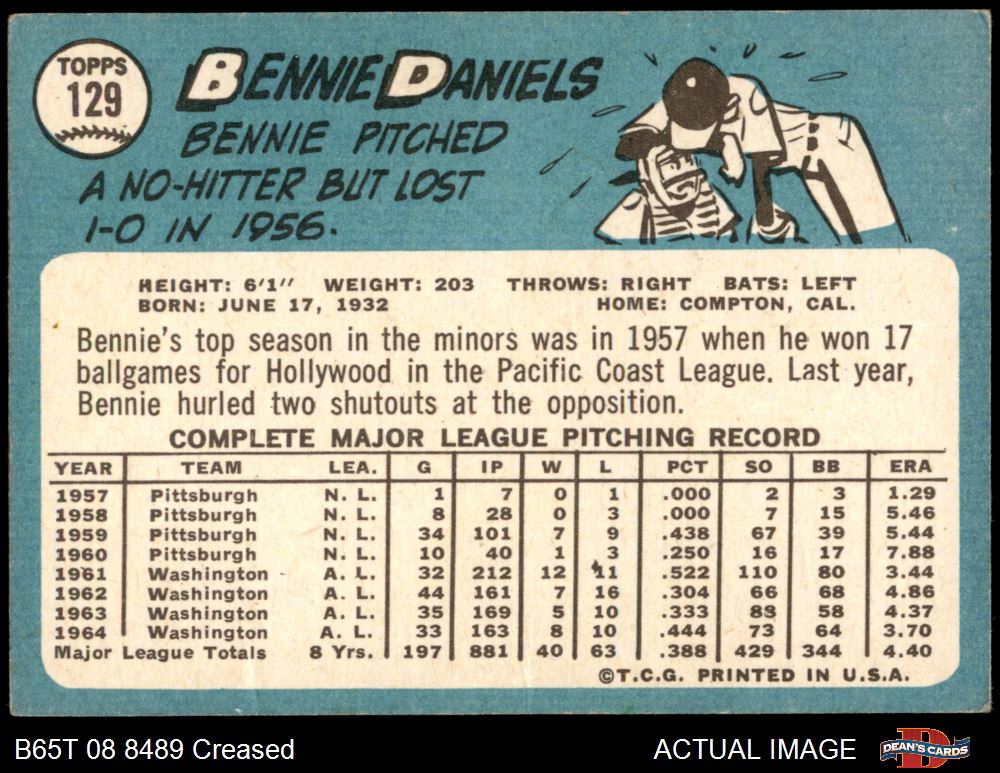 TOPPS
129
BENNIE DANIELS
BENNIE PITCHED
A NO-HITTER BUT LOST
1-0 IN 1956.
HEIGHT: 6'1" WEIGHT: 203 THROWS: RIGHT BATS: LEFT
BORN: JUNE 17, 1932 HOME: COMPTON, CAL.
Bennie's top season in the minors was in 1957 when he won 17
ballgames for Hollywood in the Pacific Coast League. Last year,
Bennie hurled two shutouts at the opposition.
COMPLETE MAJOR LEAGUE PITCHING RECORD
YEAR TEAM LEA. G IP W L PCT SO BB ERA
1957 Pittsburgh N. L. 1 7 0 1 .000 2 3 1.29
1958 Pittsburgh N. L. 8 28 0 3 .000 7 15 5.46
1959 Pittsburgh N. L. 34 101 7 9 .438 67 39 5.44
1960 Pittsburgh N. L. 10 40 1 3 .250 16 17 7.88
1961 Washington A. L. 32 212 12 11 .522 110 80 3.44
1962 Washington A. L. 44 161 7 16 .304 66 68 4.86
1963 Washington A. L. 35 169 5 10 .333 88 58 4.37
1964 Washington A. L. 33 163 8 10 .444 73 64 3.70
Major League Totals 8 Yrs. 197 881 40 63 .388 429 344 4.40
©T.C.G. PRINTED IN U.S.A.
B65T 08 8489 Creased ACTUAL IMAGE
DEAN'S CARDS